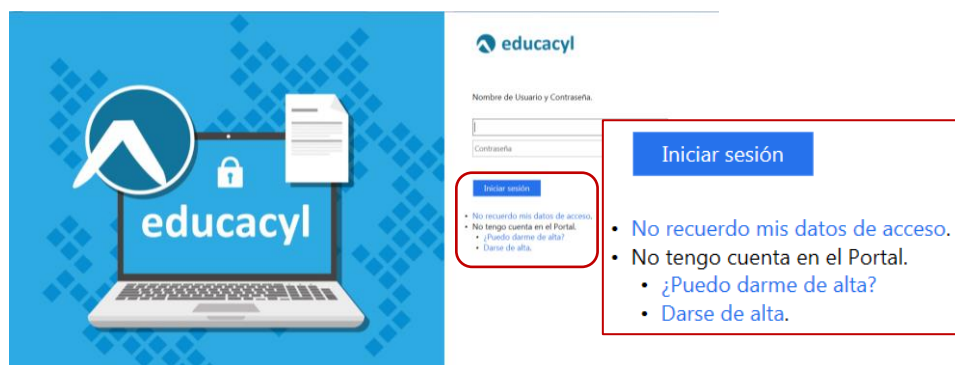 educacyl
educacyl
Nombre de Usuario y Contraseña.
Contraseña
Iniciar sesión
No recuerdo mis datos de acceso.
No tengo cuenta en el Portal.
¿Puedo darme de alta?
Darse de alta.
Iniciar sesión
No recuerdo mis datos de acceso.
No tengo cuenta en el Portal.
¿Puedo darme de alta?
Darse de alta.